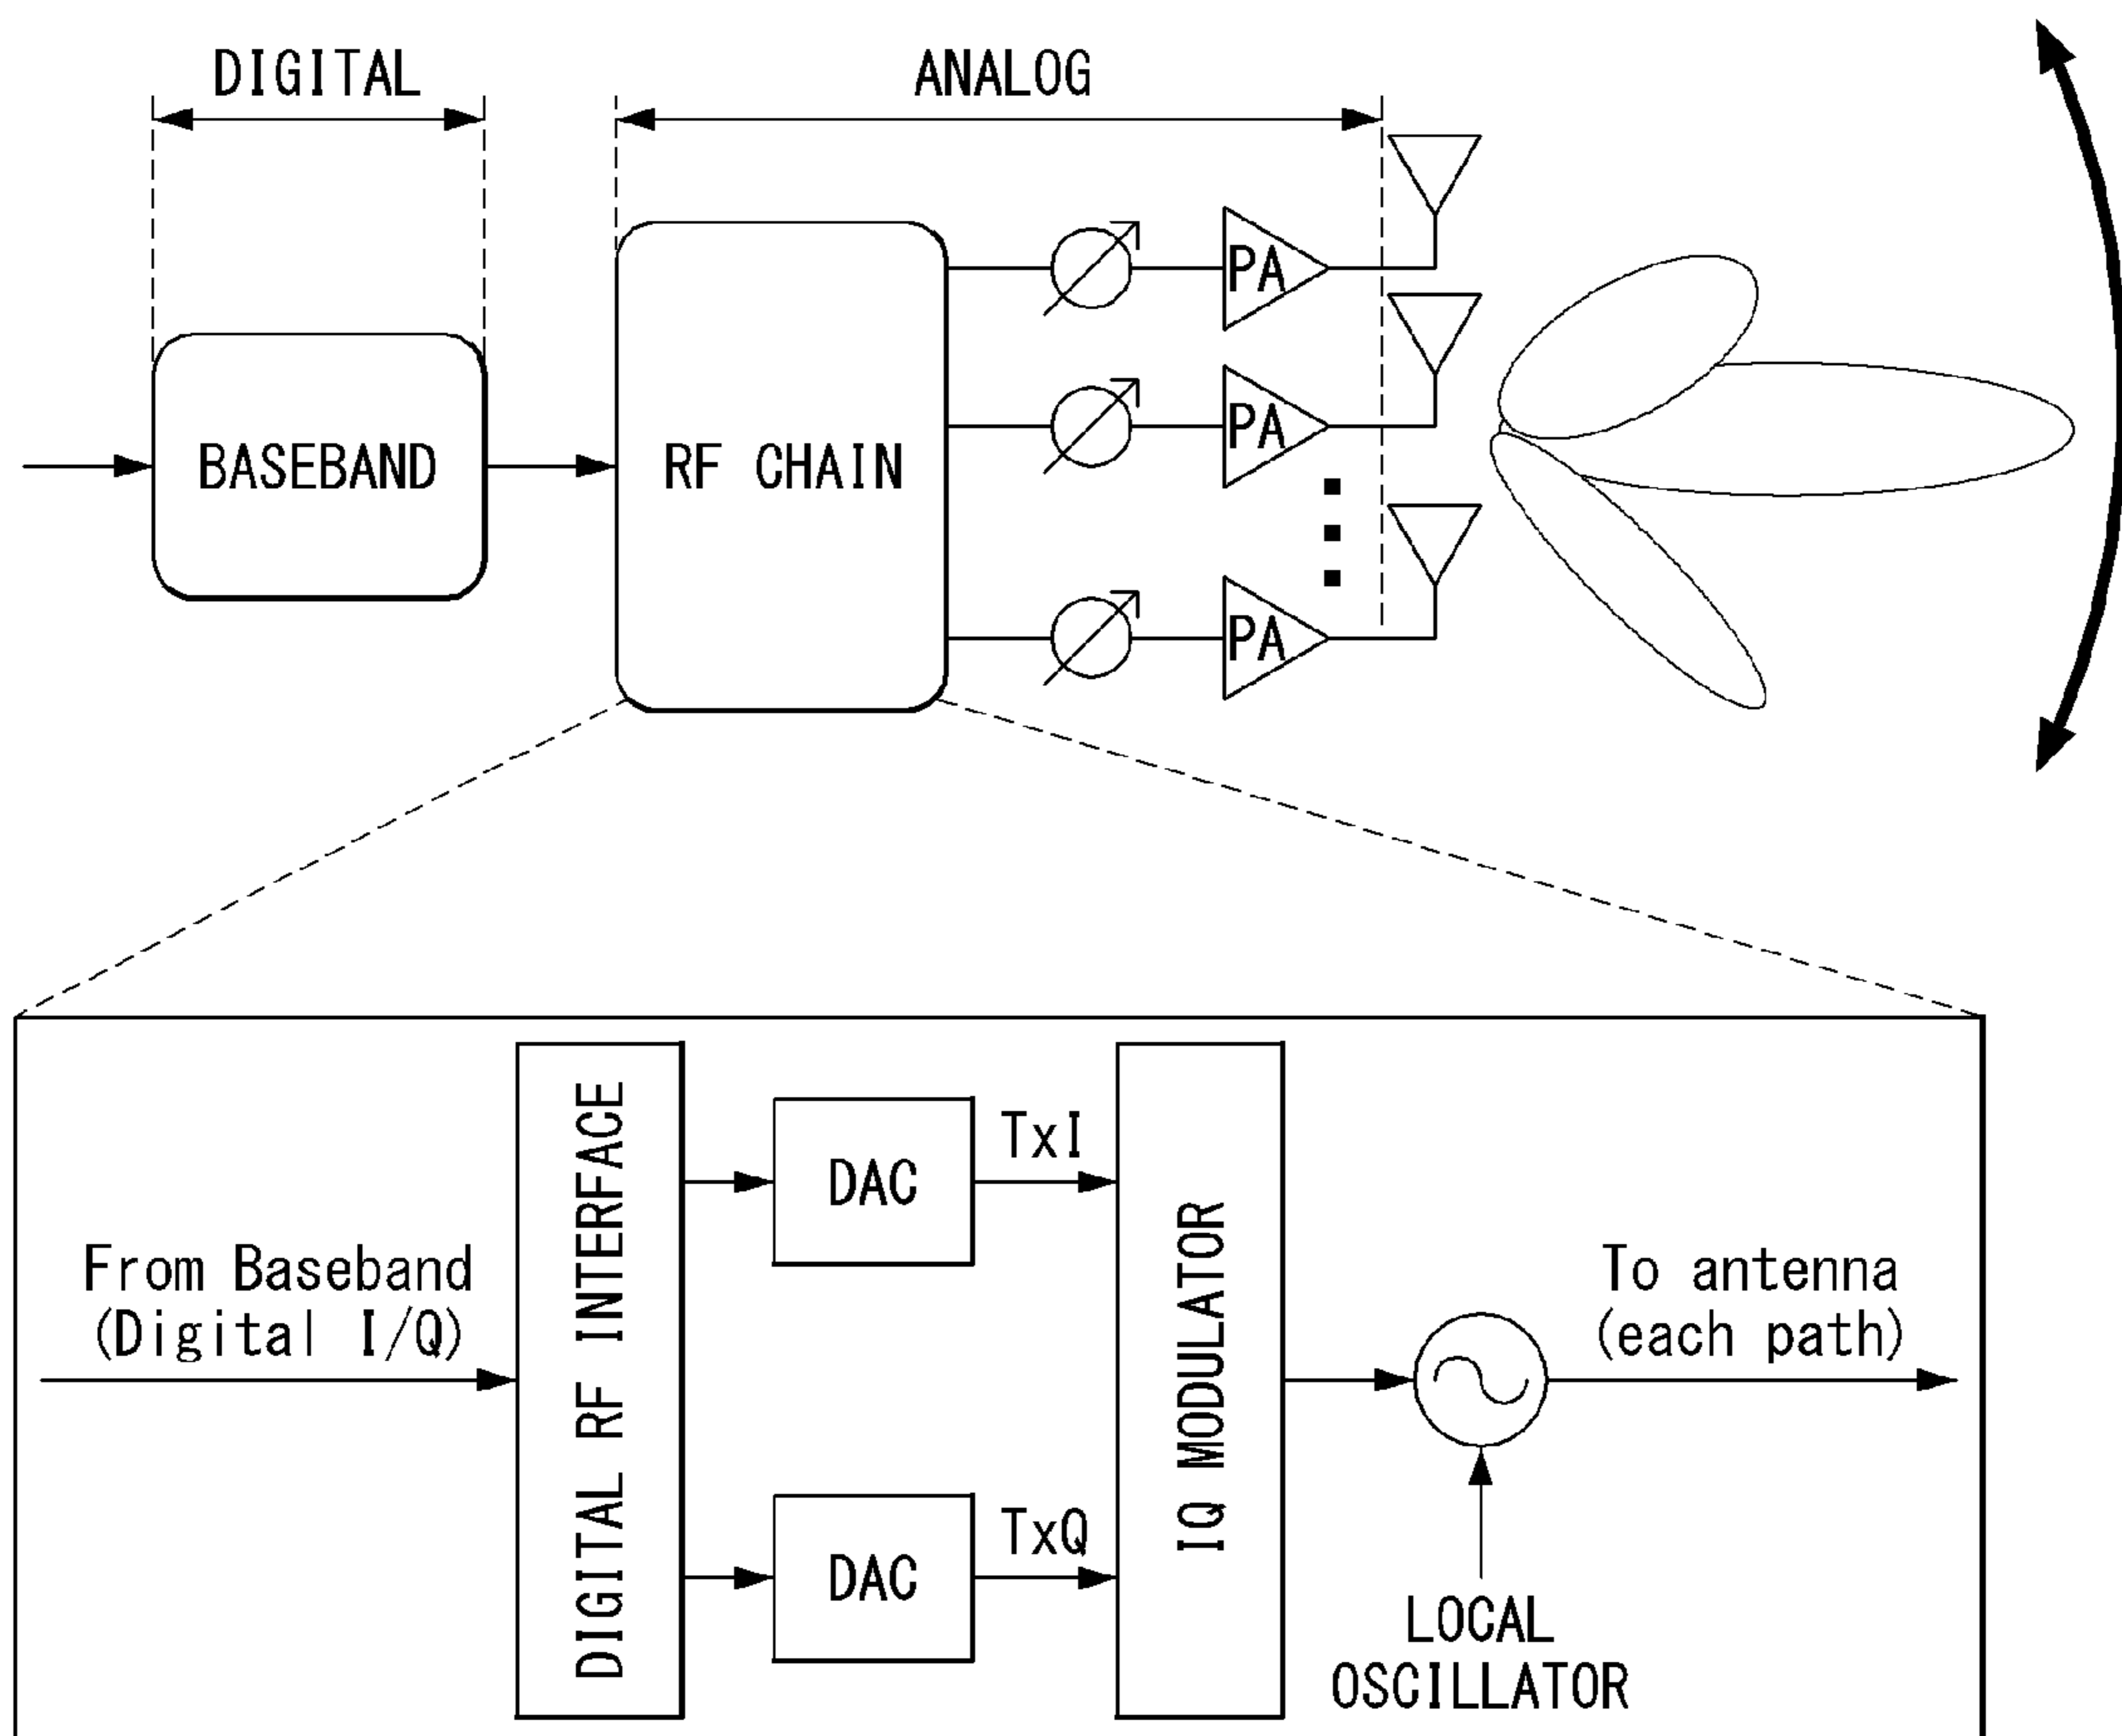 DIGITAL
ANALOG
PA
PA
BASEBAND
RF CHAIN
PA
DIGITAL RF INTERFACE
DAC
TxI
IQ MODULATOR
From Baseband
(Digital I/Q)
To antenna
(each path)
DAC
TxQ
LOCAL
OSCILLATOR